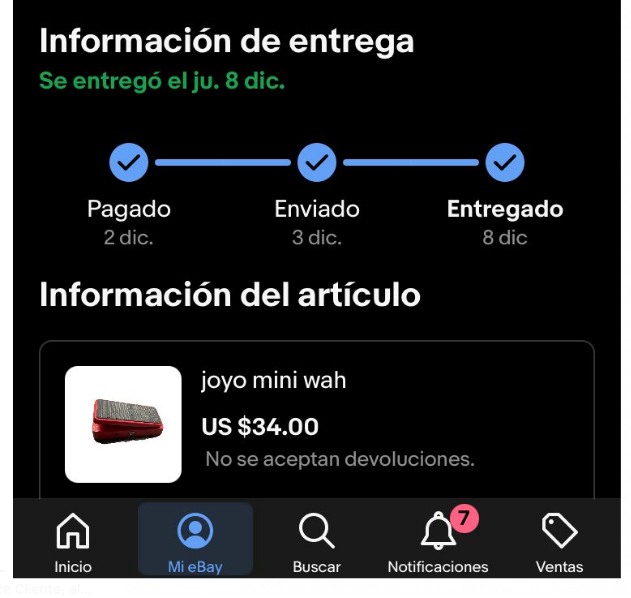 Información de entrega
Se entregó el ju. 8 dic.
Pagado
Enviado
Entregado
2 dic.
3 dic.
8 dic
Información del artículo
joyo mini wah
US $34.00
No se aceptan devoluciones.
7
Inicio
Mi eBay
Buscar
Notificaciones
Ventas